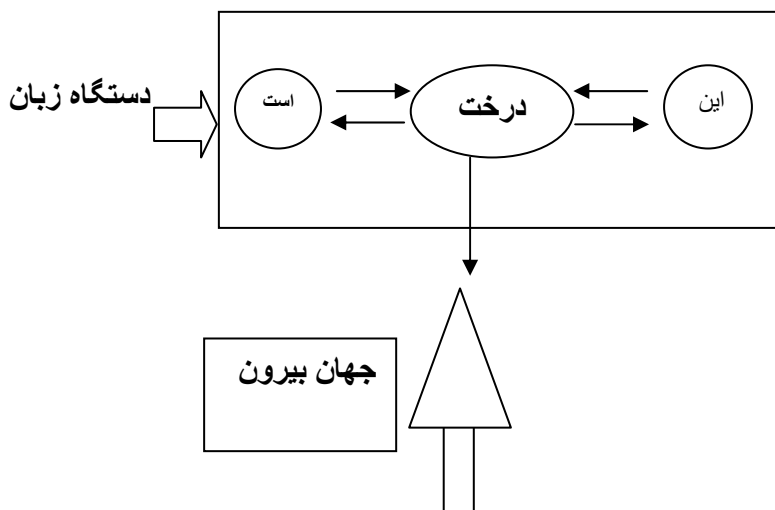 دستگاه زبان
این
درخت
است
جهان بیرون